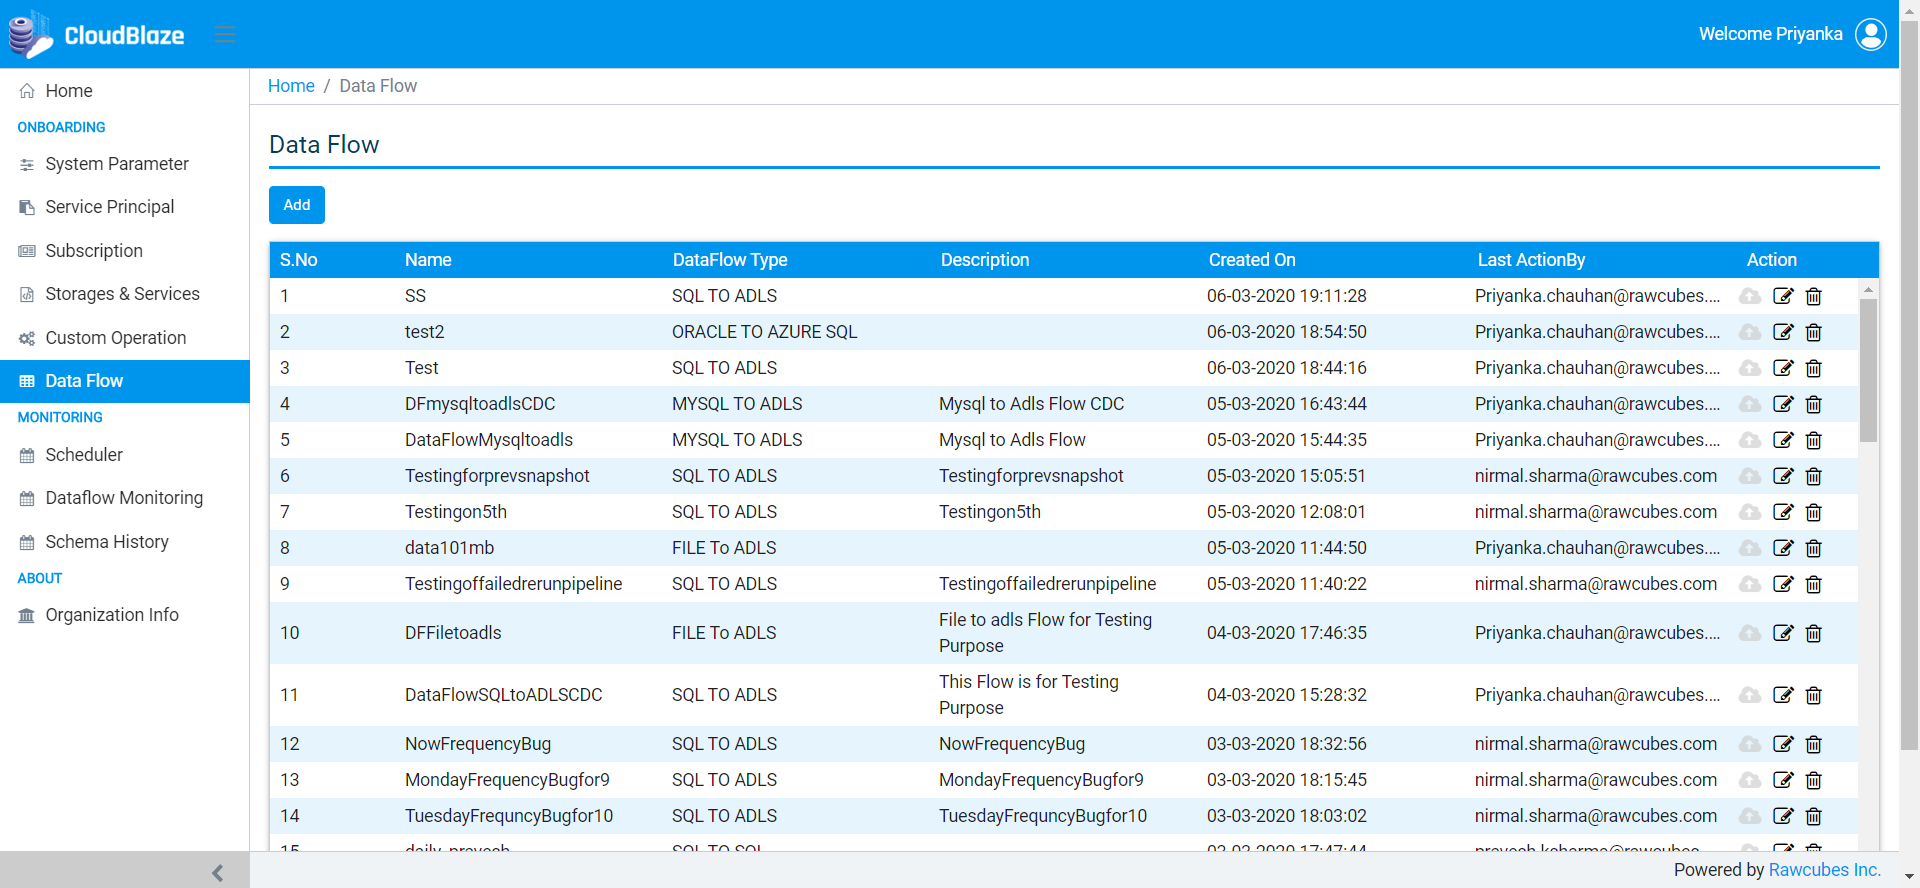 CloudBlaze
Welcome Priyanka
Home
ONBOARDING
System Parameter
Service Principal
Subscription
Storages & Services
Custom Operation
Data Flow
MONITORING
Scheduler
Dataflow Monitoring
Schema History
ABOUT
Organization Info
Home / Data Flow
Data Flow
Add
S.No Name DataFlow Type Description Created On Last ActionBy Action
1 SS SQL TO ADLS 06-03-2020 19:11:28 Priyanka.chauhan@rawcubes....
2 test2 ORACLE TO AZURE SQL 06-03-2020 18:54:50 Priyanka.chauhan@rawcubes....
3 Test SQL TO ADLS 06-03-2020 18:44:16 Priyanka.chauhan@rawcubes....
4 DFmysqltoadlsCDC MYSQL TO ADLS Mysql to Adls Flow CDC 05-03-2020 16:43:44 Priyanka.chauhan@rawcubes....
5 DataFlowMysqltoadls MYSQL TO ADLS Mysql to Adls Flow 05-03-2020 15:44:35 Priyanka.chauhan@rawcubes....
6 Testingforprevsnapshot SQL TO ADLS Testingforprevsnapshot 05-03-2020 15:05:51 nirmal.sharma@rawcubes.com
7 Testingon5th SQL TO ADLS Testingon5th 05-03-2020 12:08:01 nirmal.sharma@rawcubes.com
8 data101mb FILE To ADLS 05-03-2020 11:44:50 Priyanka.chauhan@rawcubes....
9 Testingoffailedrerunpipeline SQL TO ADLS Testingoffailedrerunpipeline 05-03-2020 11:40:22 nirmal.sharma@rawcubes.com
10 DFFiletoadls FILE To ADLS File to adls Flow for Testing
Purpose 04-03-2020 17:46:35 Priyanka.chauhan@rawcubes....
11 DataFlowSQLtoADLSCDC SQL TO ADLS This Flow is for Testing
Purpose 04-03-2020 15:28:32 Priyanka.chauhan@rawcubes....
12 NowFrequencyBug SQL TO ADLS NowFrequencyBug 03-03-2020 18:32:56 nirmal.sharma@rawcubes.com
13 MondayFrequencyBugfor9 SQL TO ADLS MondayFrequencyBugfor9 03-03-2020 18:15:45 nirmal.sharma@rawcubes.com
14 TuesdayFrequncyBugfor10 SQL TO ADLS TuesdayFrequncyBugfor10 03-03-2020 18:03:02 nirmal.sharma@rawcubes.com
15 SQL TO SQL 03-03-2020 17:47:44
Powered by Rawcubes Inc.